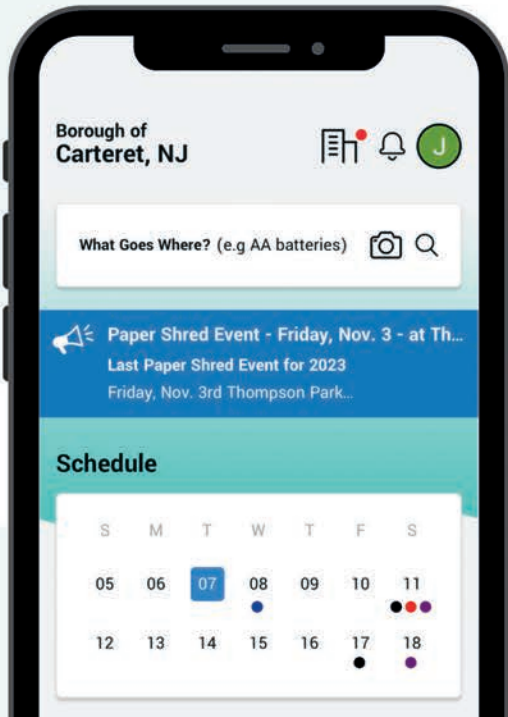 Borough of
Carteret, NJ
J
What Goes Where? (e.g AA batteries)
Paper Shred Event - Friday, Nov. 3 - at Th...
Last Paper Shred Event for 2023
Friday, Nov. 3rd Thompson Park...
Schedule
S M T W T F S
05 06 07 08 09 10 11
12 13 14 15 16 17 18